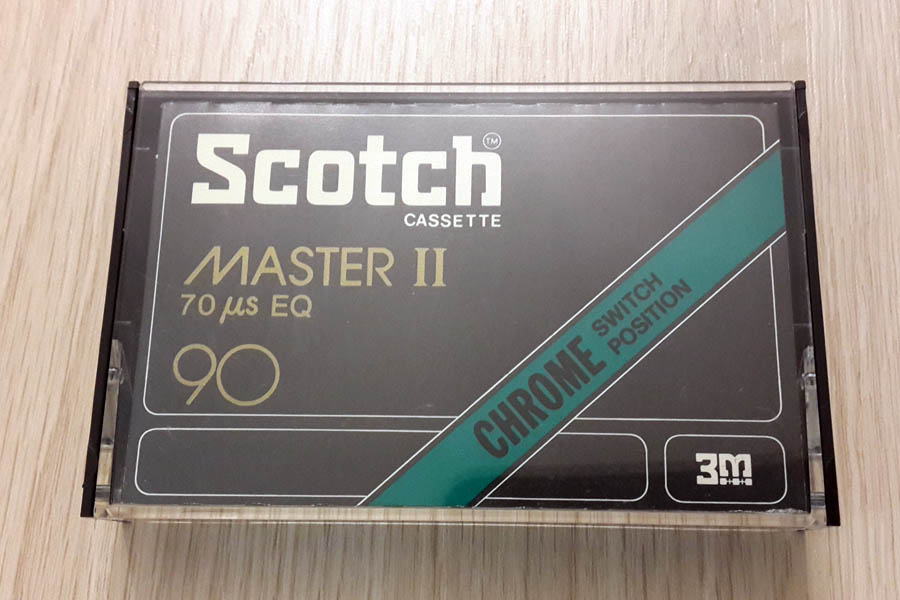 Scotch™
CASSETTE
MASTER II
70 µs EQ
90
CHROME SWITCH
POSITION
3M